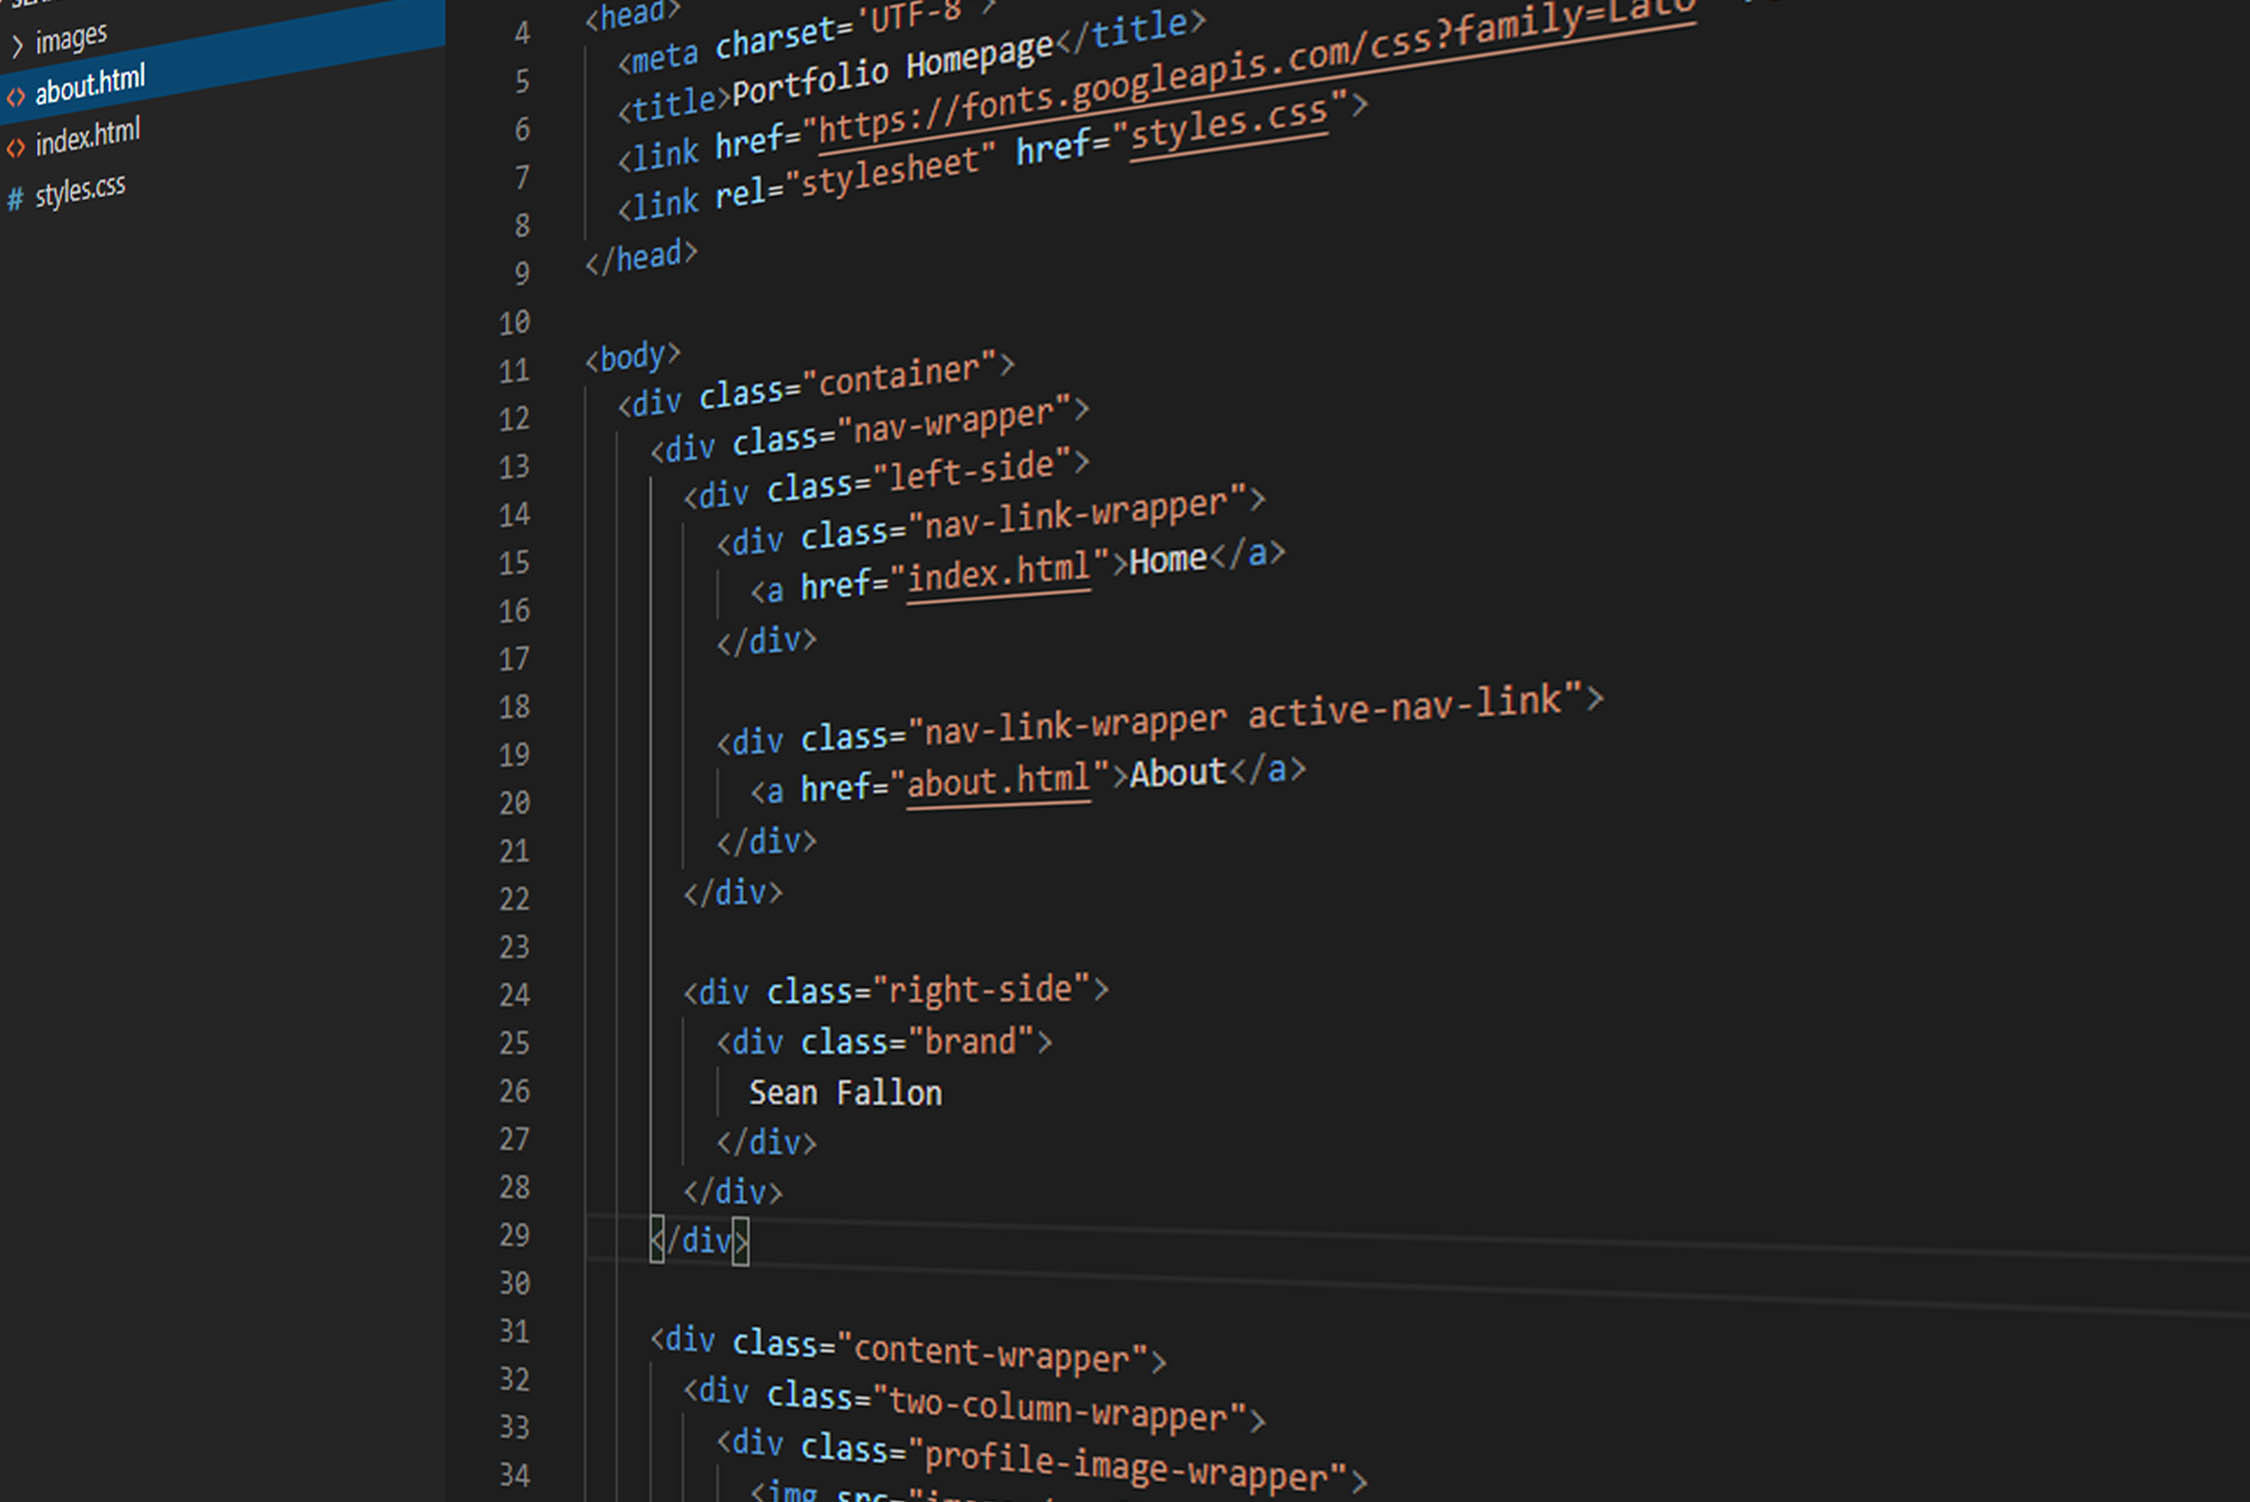 images
about.html
index.html
styles.css
4 <head>
5 <meta charset='UTF-8'>
6 <title>Portfolio Homepage</title>
7 <link href="https://fonts.googleapis.com/css?family=Lato
8 <link rel="stylesheet" href="styles.css">
9 </head>
10
11 <body>
12 <div class="container">
13 <div class="nav-wrapper">
14 <div class="left-side">
15 <div class="nav-link-wrapper">
16 <a href="index.html">Home</a>
17 </div>
18
19 <div class="nav-link-wrapper active-nav-link">
20 <a href="about.html">About</a>
21 </div>
22 </div>
23
24 <div class="right-side">
25 <div class="brand">
26 Sean Fallon
27 </div>
28 </div>
29 </div>
30
31 <div class="content-wrapper">
32 <div class="two-column-wrapper">
33 <div class="profile-image-wrapper">
34 <img src="